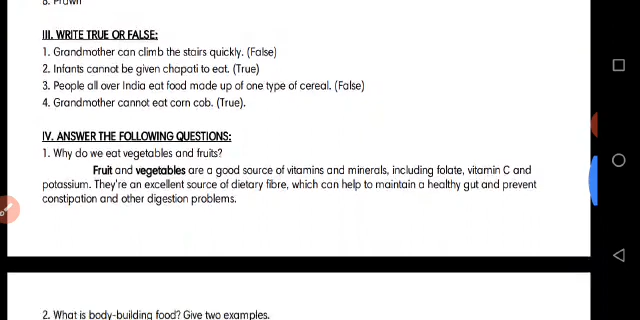 8. Prawn
III. WRITE TRUE OR FALSE:
1. Grandmother can climb the stairs quickly. (False)
2. Infants cannot be given chapati to eat. (True)
3. People all over India eat food made up of one type of cereal. (False)
4. Grandmother cannot eat corn cob. (True).
IV. ANSWER THE FOLLOWING QUESTIONS:
1. Why do we eat vegetables and fruits?
Fruit and vegetables are a good source of vitamins and minerals, including folate, vitamin C and
potassium. They're an excellent source of dietary fibre, which can help to maintain a healthy gut and prevent
constipation and other digestion problems.
2. What is body-building food? Give two examples.